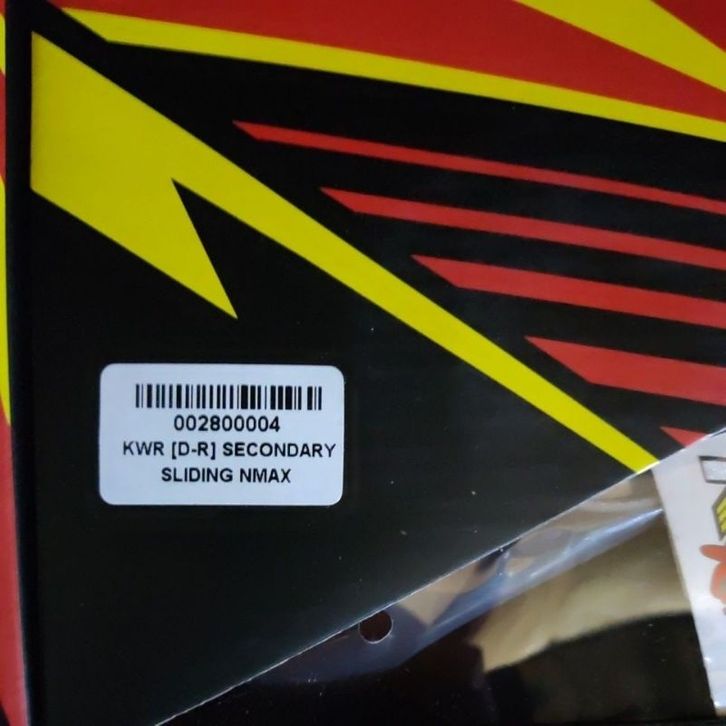 002800004
KWR [D-R] SECONDARY
SLIDING NMAX